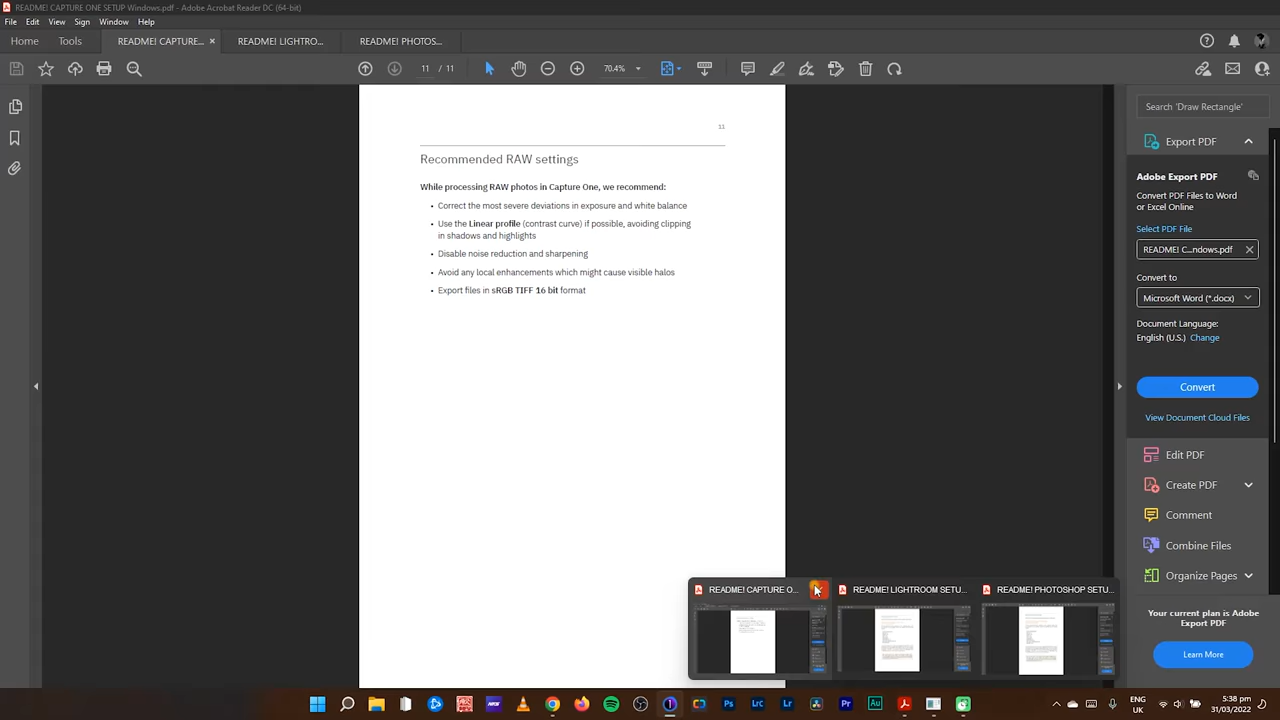 README! CAPTURE ONE SETUP Windows.pdf - Adobe Acrobat Reader DC (64-bit)
File Edit View Sign Window Help
Home Tools README! CAPTURE... × README! LIGHTRO... README! PHOTOS...
11 / 11 70.4%
Search 'Draw Rectangle'
11
Export PDF
Recommended RAW settings
Adobe Export PDF
While processing RAW photos in Capture One, we recommend:
Convert PDF Files to Word
or Excel Online
• Correct the most severe deviations in exposure and white balance
• Use the Linear profile (contrast curve) if possible, avoiding clipping
in shadows and highlights
Select PDF File
README! C...ndows.pdf
• Disable noise reduction and sharpening
• Avoid any local enhancements which might cause visible halos
Convert to
• Export files in sRGB TIFF 16 bit format
Microsoft Word (*.docx)
Document Language:
English (U.S.) Change
Convert
View Document Cloud Files
Edit PDF
Create PDF
Comment
Combine Files
Organize Pages
README! CAPTURE O... README! LIGHTROOM SETU... README! PHOTOSHOP SETU...
Your current plan is Adobe
Export PDF
Learn More
Ps LrC Lr Pr Au
ENG
UK
5:38 pm
31/03/2022